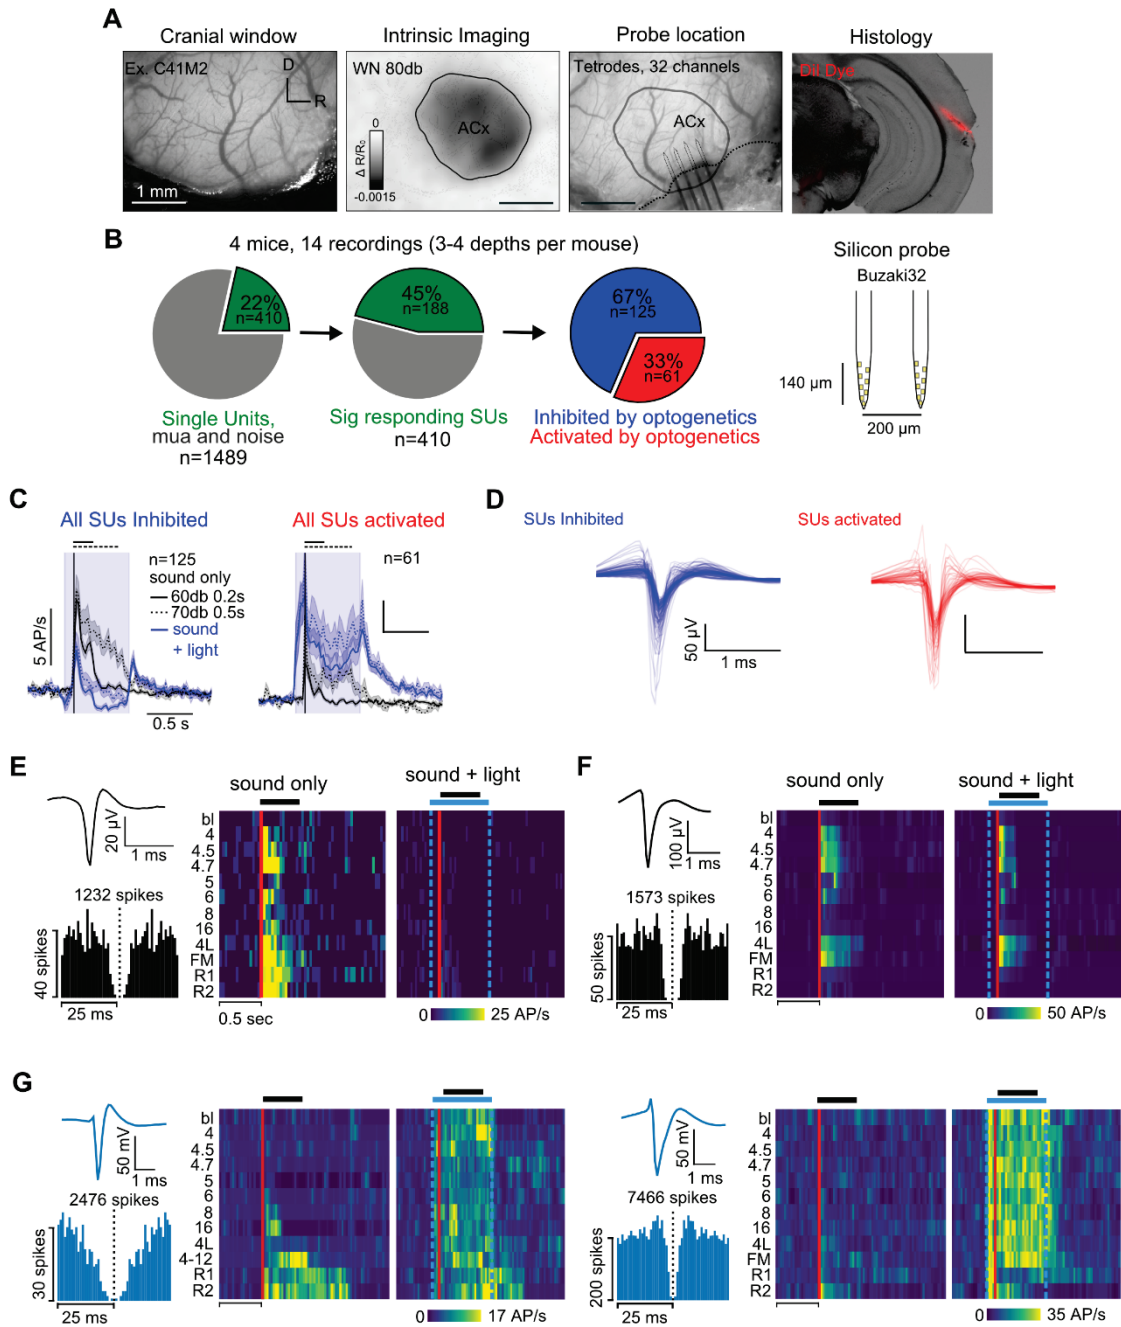 A
Cranial window
Intrinsic Imaging
Probe location
Histology
Ex. C41M2
D
R
1 mm
WN 80db
ACx
0
Δ R/R₀
-0.0015
Tetrodes, 32 channels
ACx
DiI Dye
B
4 mice, 14 recordings (3-4 depths per mouse)
22%
n=410
45%
n=188
67%
n=125
33%
n=61
Single Units,
mua and noise
n=1489
Sig responding SUs
n=410
Inhibited by optogenetics
Activated by optogenetics
Silicon probe
Buzaki32
140 µm
200 µm
C
All SUs Inhibited
All SUs activated
n=125
sound only
60db 0.2s
70db 0.5s
sound
+ light
5 AP/s
0.5 s
n=61
D
SUs Inhibited
SUs activated
50 µV
1 ms
E
sound only
sound + light
20 µV
1 ms
1232 spikes
40 spikes
25 ms
bl
4
4.5
4.7
5
6
8
16
4L
FM
R1
R2
0.5 sec
0
25 AP/s
F
sound only
sound + light
100 µV
1 ms
1573 spikes
50 spikes
25 ms
bl
4
4.5
4.7
5
6
8
16
4L
FM
R1
R2
0
50 AP/s
G
50 mV
1 ms
2476 spikes
30 spikes
25 ms
bl
4
4.5
4.7
5
6
8
16
4L
4-12
R1
R2
0
17 AP/s
50 mV
1 ms
7466 spikes
200 spikes
25 ms
bl
4
4.5
4.7
5
6
8
16
4L
FM
R1
R2
0
35 AP/s